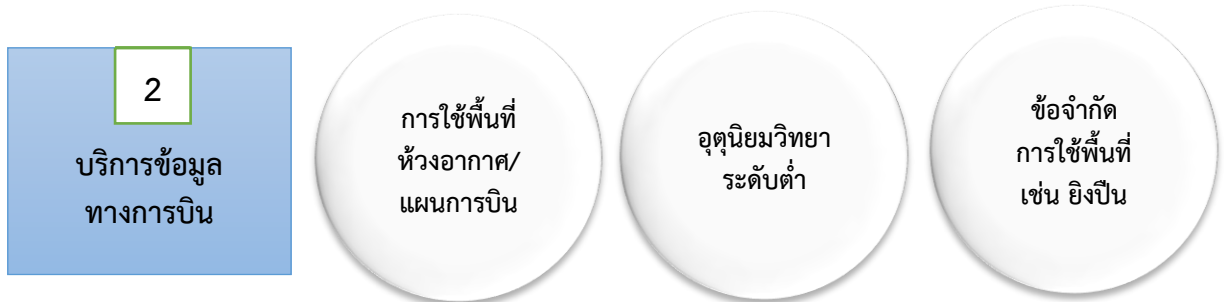 2
บริการข้อมูล
ทางการบิน
การใช้พื้นที่
ห้วงอากาศ/
แผนการบิน
อุตุนิยมวิทยา
ระดับต่ำ
ข้อจำกัด
การใช้พื้นที่
เช่น ยิงปืน